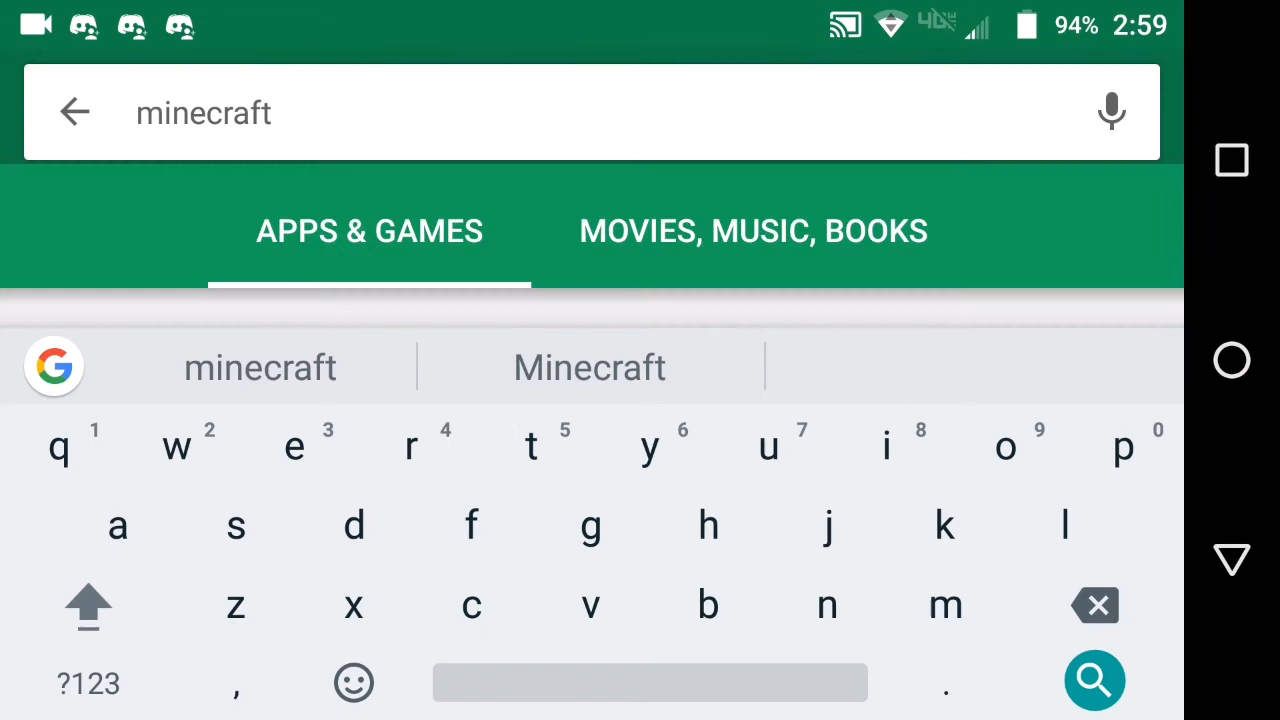 94% 2:59
minecraft
APPS & GAMES MOVIES, MUSIC, BOOKS
minecraft Minecraft
q 1 w 2 e 3 r 4 t 5 y 6 u 7 i 8 o 9 p 0
a s d f g h j k l
z x c v b n m
?123 , .